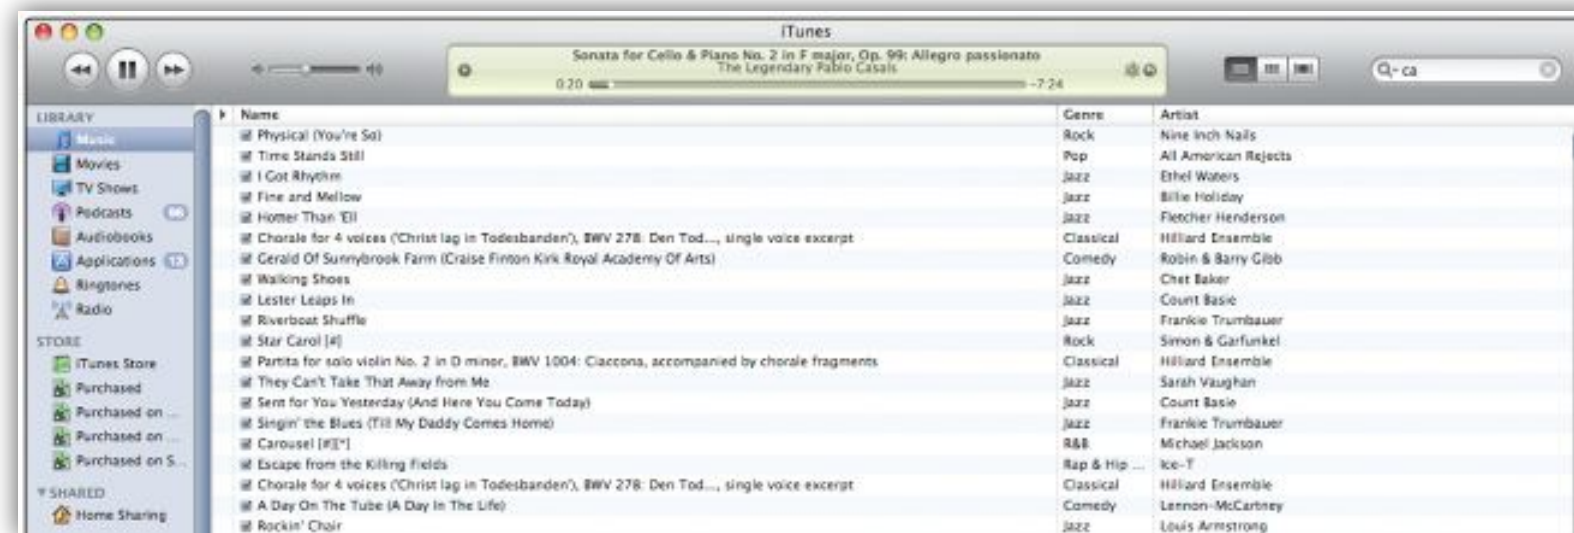 iTunes
Sonata for Cello & Piano No. 2 in F major, Op. 99: Allegro passionato
The Legendary Pablo Casals
0:20 -7:24
ca
LIBRARY
Music
Movies
TV Shows
Podcasts
Audiobooks
Applications
Ringtones
Radio
STORE
iTunes Store
Purchased
Purchased on ...
Purchased on ...
Purchased on S...
SHARED
Home Sharing
Name Genre Artist
Physical (You're So) Rock Nine Inch Nails
Time Stands Still Pop All American Rejects
I Got Rhythm Jazz Ethel Waters
Fine and Mellow Jazz Billie Holiday
Hotter Than 'Ell Jazz Fletcher Henderson
Chorale for 4 voices ('Christ lag in Todesbanden'), BWV 278: Den Tod..., single voice excerpt Classical Hilliard Ensemble
Gerald Of Sunnybrook Farm (Craise Finton Kirk Royal Academy Of Arts) Comedy Robin & Barry Gibb
Walking Shoes Jazz Chet Baker
Lester Leaps In Jazz Count Basie
Riverboat Shuffle Jazz Frankie Trumbauer
Star Carol [#] Rock Simon & Garfunkel
Partita for solo violin No. 2 in D minor, BWV 1004: Ciaccona, accompanied by chorale fragments Classical Hilliard Ensemble
They Can't Take That Away from Me Jazz Sarah Vaughan
Sent for You Yesterday (And Here You Come Today) Jazz Count Basie
Singin' the Blues (Till My Daddy Comes Home) Jazz Frankie Trumbauer
Carousel [#][*] R&B Michael Jackson
Escape from the Killing Fields Rap & Hip ... Ice-T
Chorale for 4 voices ('Christ lag in Todesbanden'), BWV 278: Den Tod..., single voice excerpt Classical Hilliard Ensemble
A Day On The Tube (A Day In The Life) Comedy Lennon-McCartney
Rockin' Chair Jazz Louis Armstrong